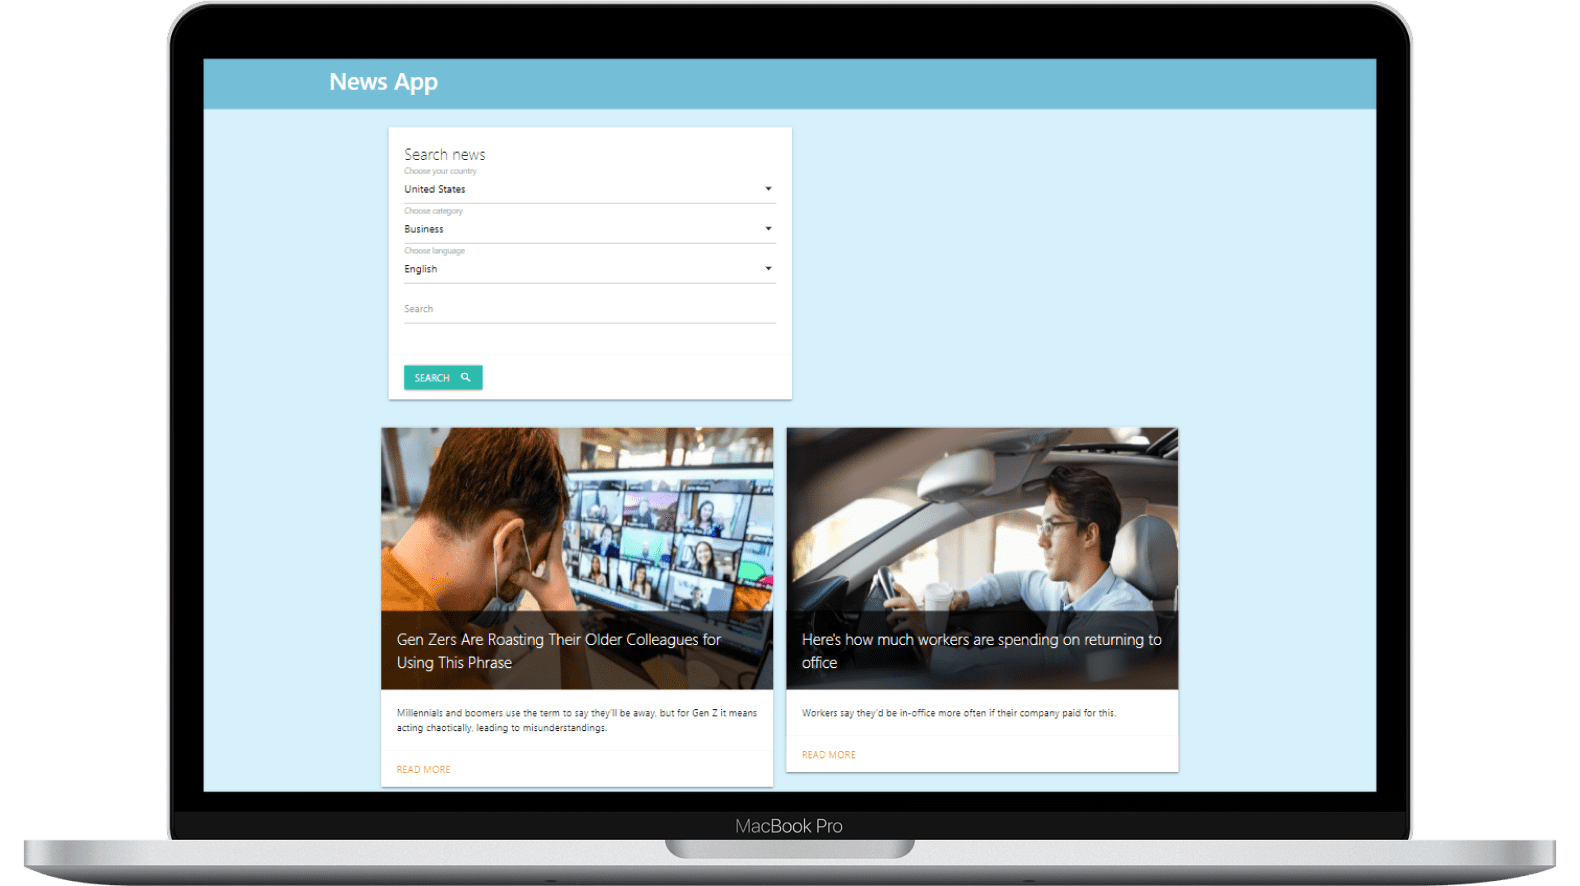 News App
Search news
Choose your country
United States
Choose category
Business
Choose language
English
Search
SEARCH
Gen Zers Are Roasting Their Older Colleagues for
Using This Phrase
Millennials and boomers use the term to say they'll be away, but for Gen Z it means
acting chaotically, leading to misunderstandings.
READ MORE
Here's how much workers are spending on returning to
office
Workers say they'd be in-office more often if their company paid for this.
READ MORE
MacBook Pro